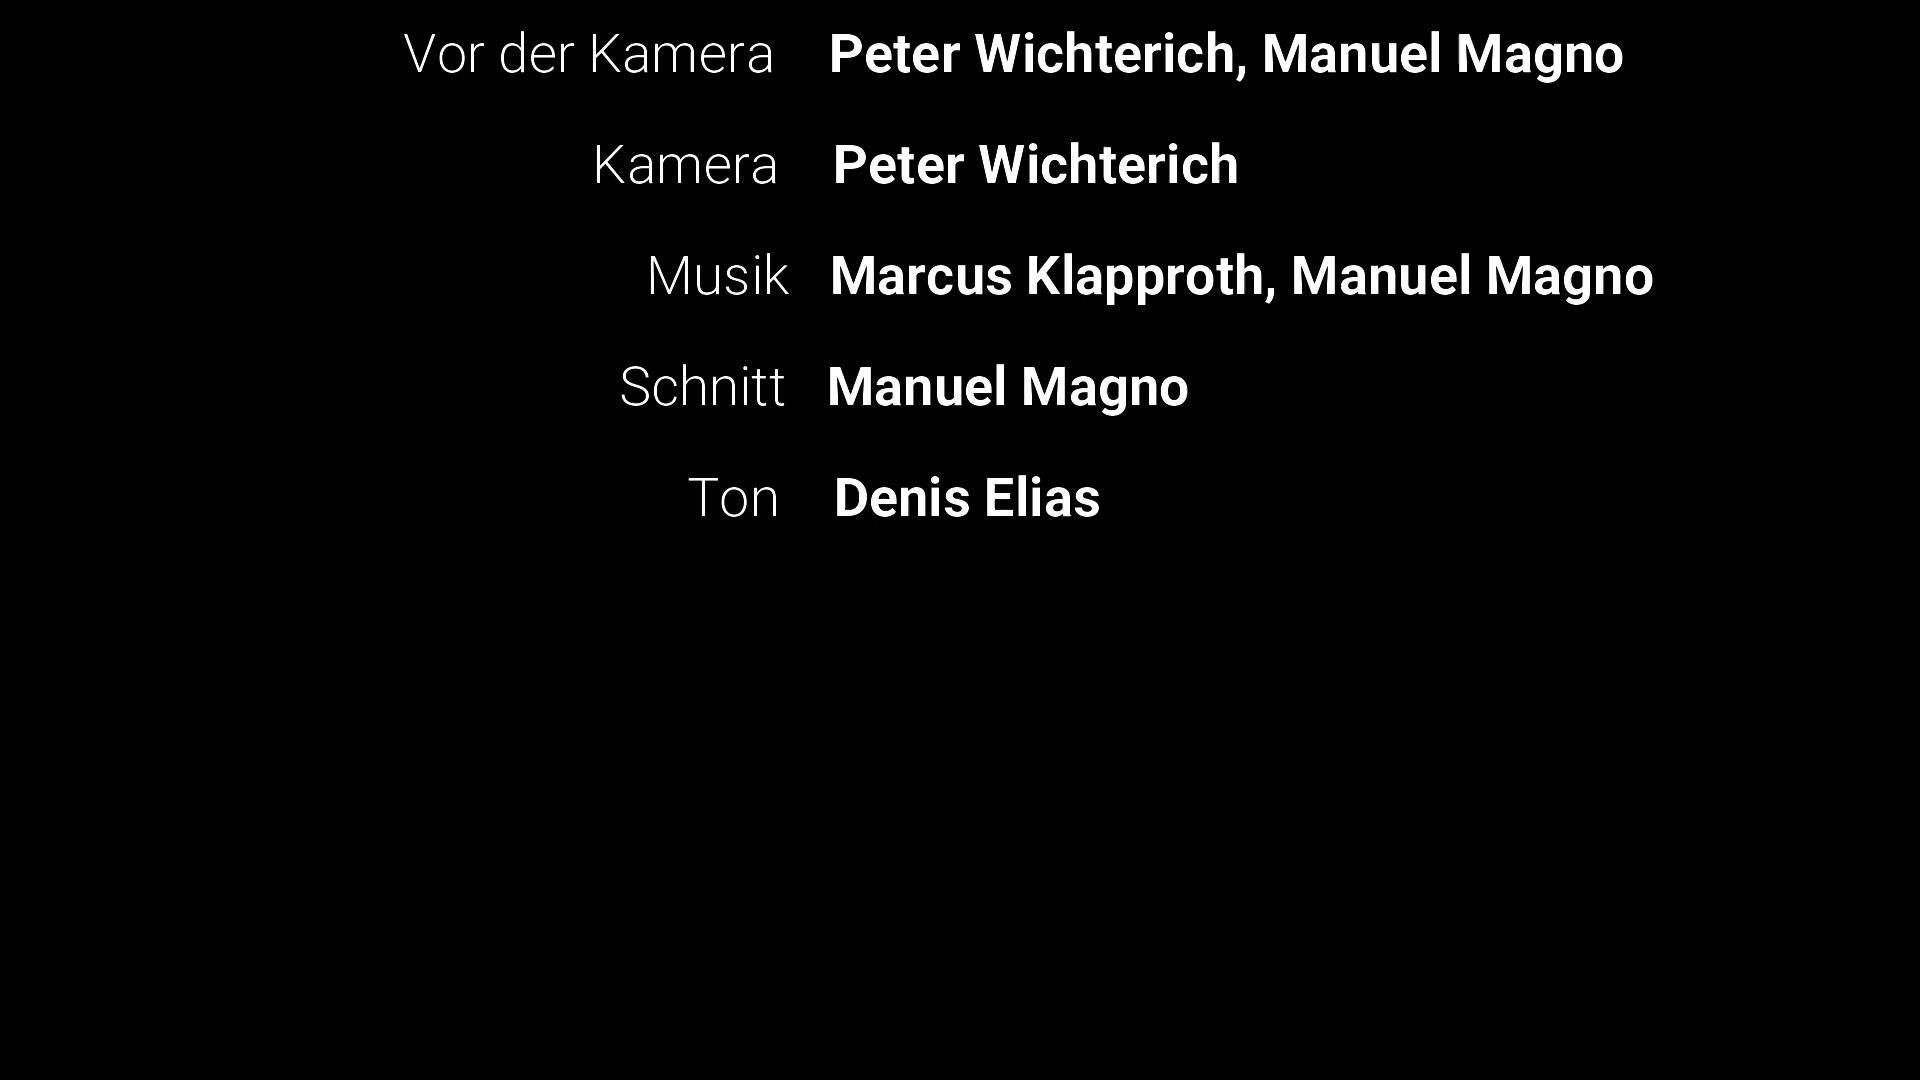 Vor der Kamera Peter Wichterich, Manuel Magno
Kamera Peter Wichterich
Musik Marcus Klapproth, Manuel Magno
Schnitt Manuel Magno
Ton Denis Elias